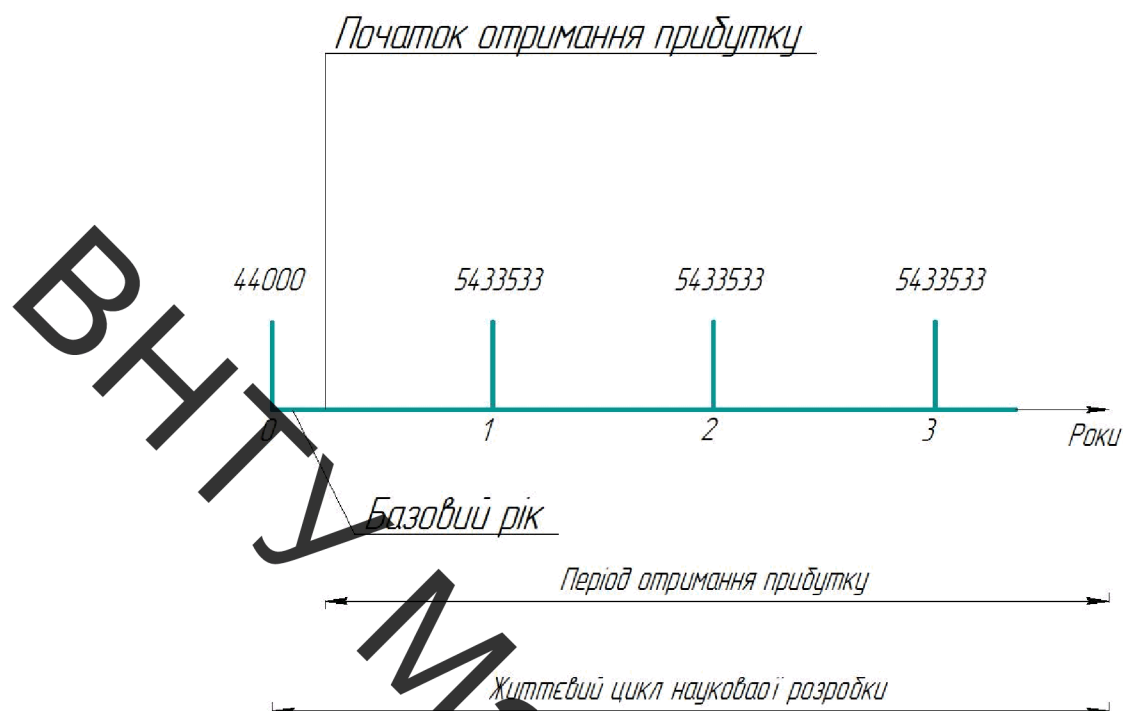 Початок отримання прибутку
44000 5433533 5433533 5433533
0 1 2 3
Роки
Базовий рік
Період отримання прибутку
Життєвий цикл науковаої розробки
ВНТУ